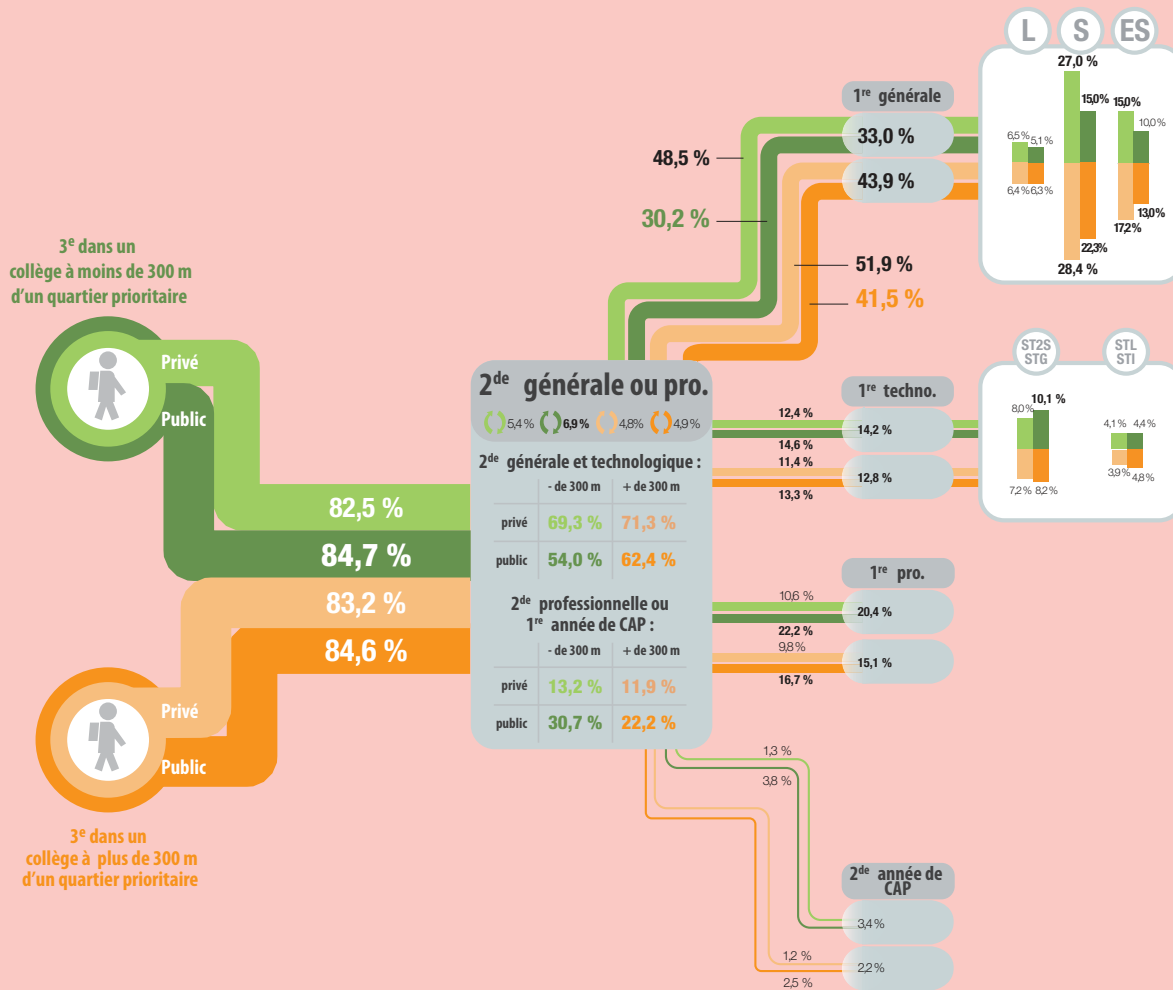 L S ES
27,0 %
15,0% 15,0%
10,0%
6,5% 5,1%
6,4% 6,3%
13,0%
17,2%
22,3%
28,4 %
1re générale
33,0 %
43,9 %
48,5 %
30,2 %
51,9 %
41,5 %
3e dans un
collège à moins de 300 m
d'un quartier prioritaire
Privé
Public
82,5 %
84,7 %
83,2 %
84,6 %
Privé
Public
3e dans un
collège à plus de 300 m
d'un quartier prioritaire
2de générale ou pro.
5,4 % 6,9 % 4,8% 4,9 %
2de générale et technologique :
- de 300 m + de 300 m
privé 69,3 % 71,3 %
public 54,0 % 62,4 %
2de professionnelle ou
1re année de CAP :
- de 300 m + de 300 m
privé 13,2 % 11,9 %
public 30,7 % 22,2 %
1re techno.
12,4 %
14,2 %
14,6 %
11,4 %
12,8 %
13,3 %
ST2S
STG
STL
STI
8,0% 10,1 %
4,1 % 4,4 %
7,2 % 8,2 %
3,9% 4,8%
1re pro.
10,6 %
20,4 %
22,2 %
9,8%
15,1 %
16,7 %
1,3 %
3,8 %
2de année de
CAP
3,4%
1,2 %
2,2%
2,5 %